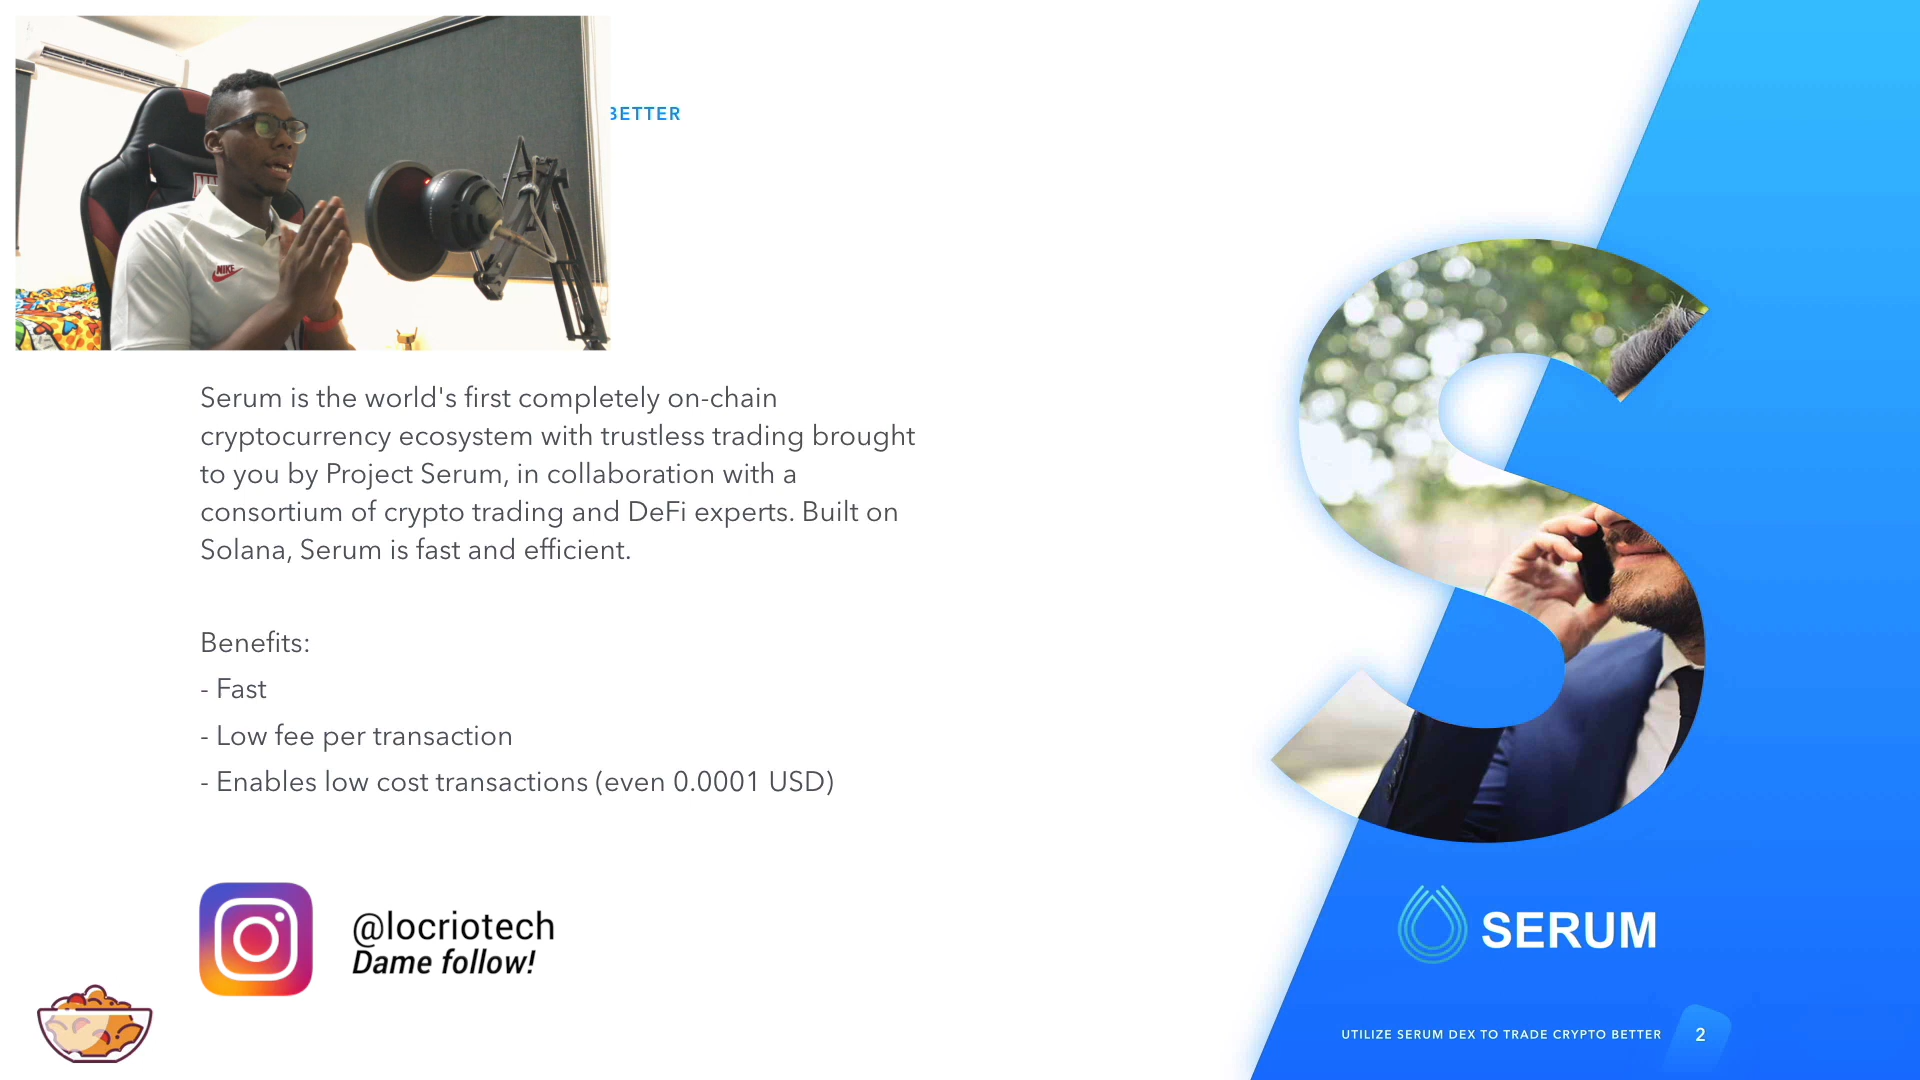 BETTER
NIKE
Serum is the world's first completely on-chain
cryptocurrency ecosystem with trustless trading brought
to you by Project Serum, in collaboration with a
consortium of crypto trading and DeFi experts. Built on
Solana, Serum is fast and efficient.
Benefits:
- Fast
- Low fee per transaction
- Enables low cost transactions (even 0.0001 USD)
@locriotech
Dame follow!
S
SERUM
UTILIZE SERUM DEX TO TRADE CRYPTO BETTER 2